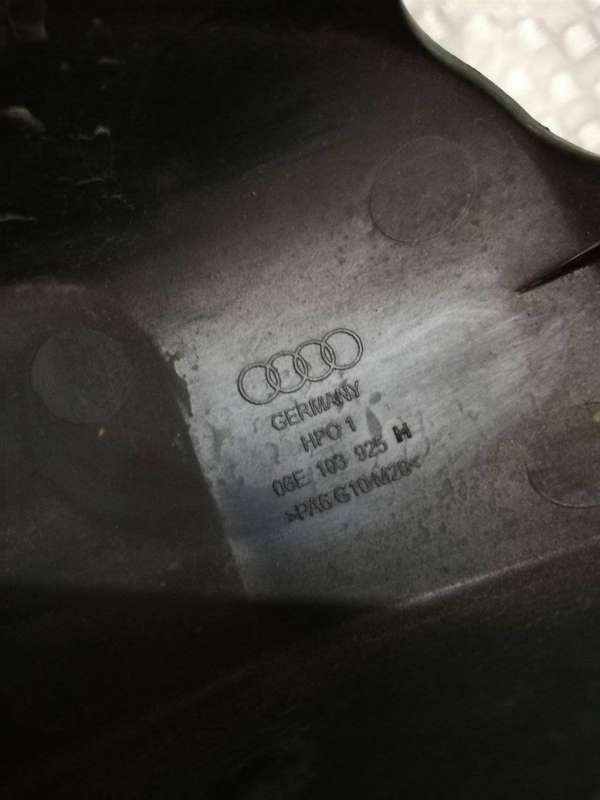 GERMANY
HPO 1
06E 103 925 H
>PA6 G10 M20<